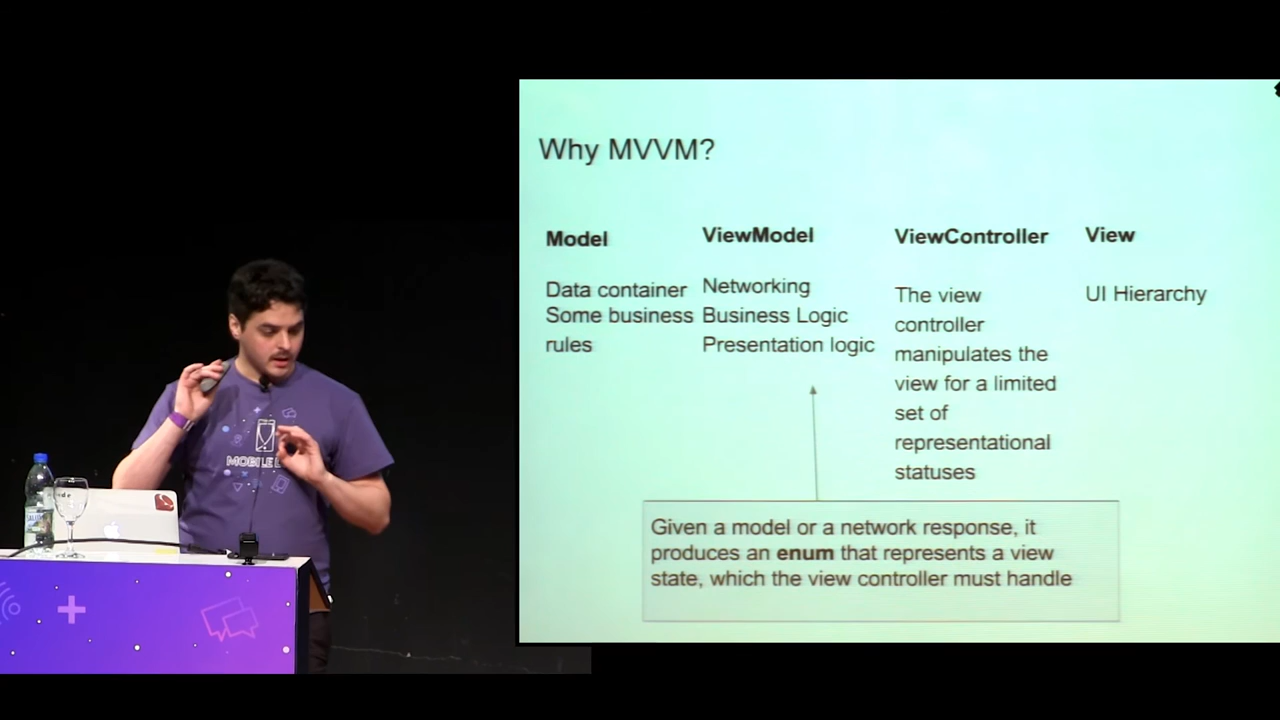 Why MVVM?
Model
Data container
Some business
rules
ViewModel
Networking
Business Logic
Presentation logic
ViewController
The view
controller
manipulates the
view for a limited
set of
representational
statuses
View
UI Hierarchy
Given a model or a network response, it
produces an enum that represents a view
state, which the view controller must handle